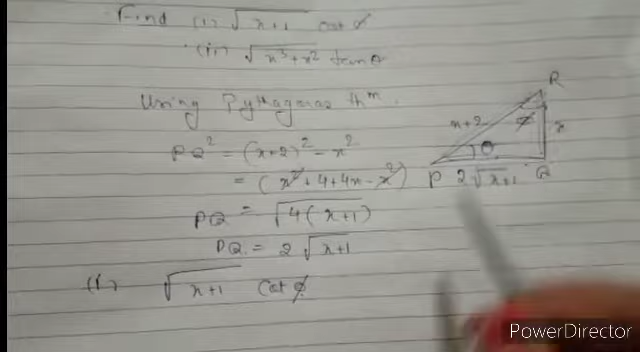 Find (i) √x+1 cot φ
(ii) √x³+x² tan θ
Using Pythagoras thm.
PQ² = (x+2)² - x²
= (x²+4+4x-x²)
PQ = √4(x+1)
PQ = 2√x+1
(i) √x+1 cot φ
R
x+2
φ
x
θ
P 2√x+1 Q
PowerDirector